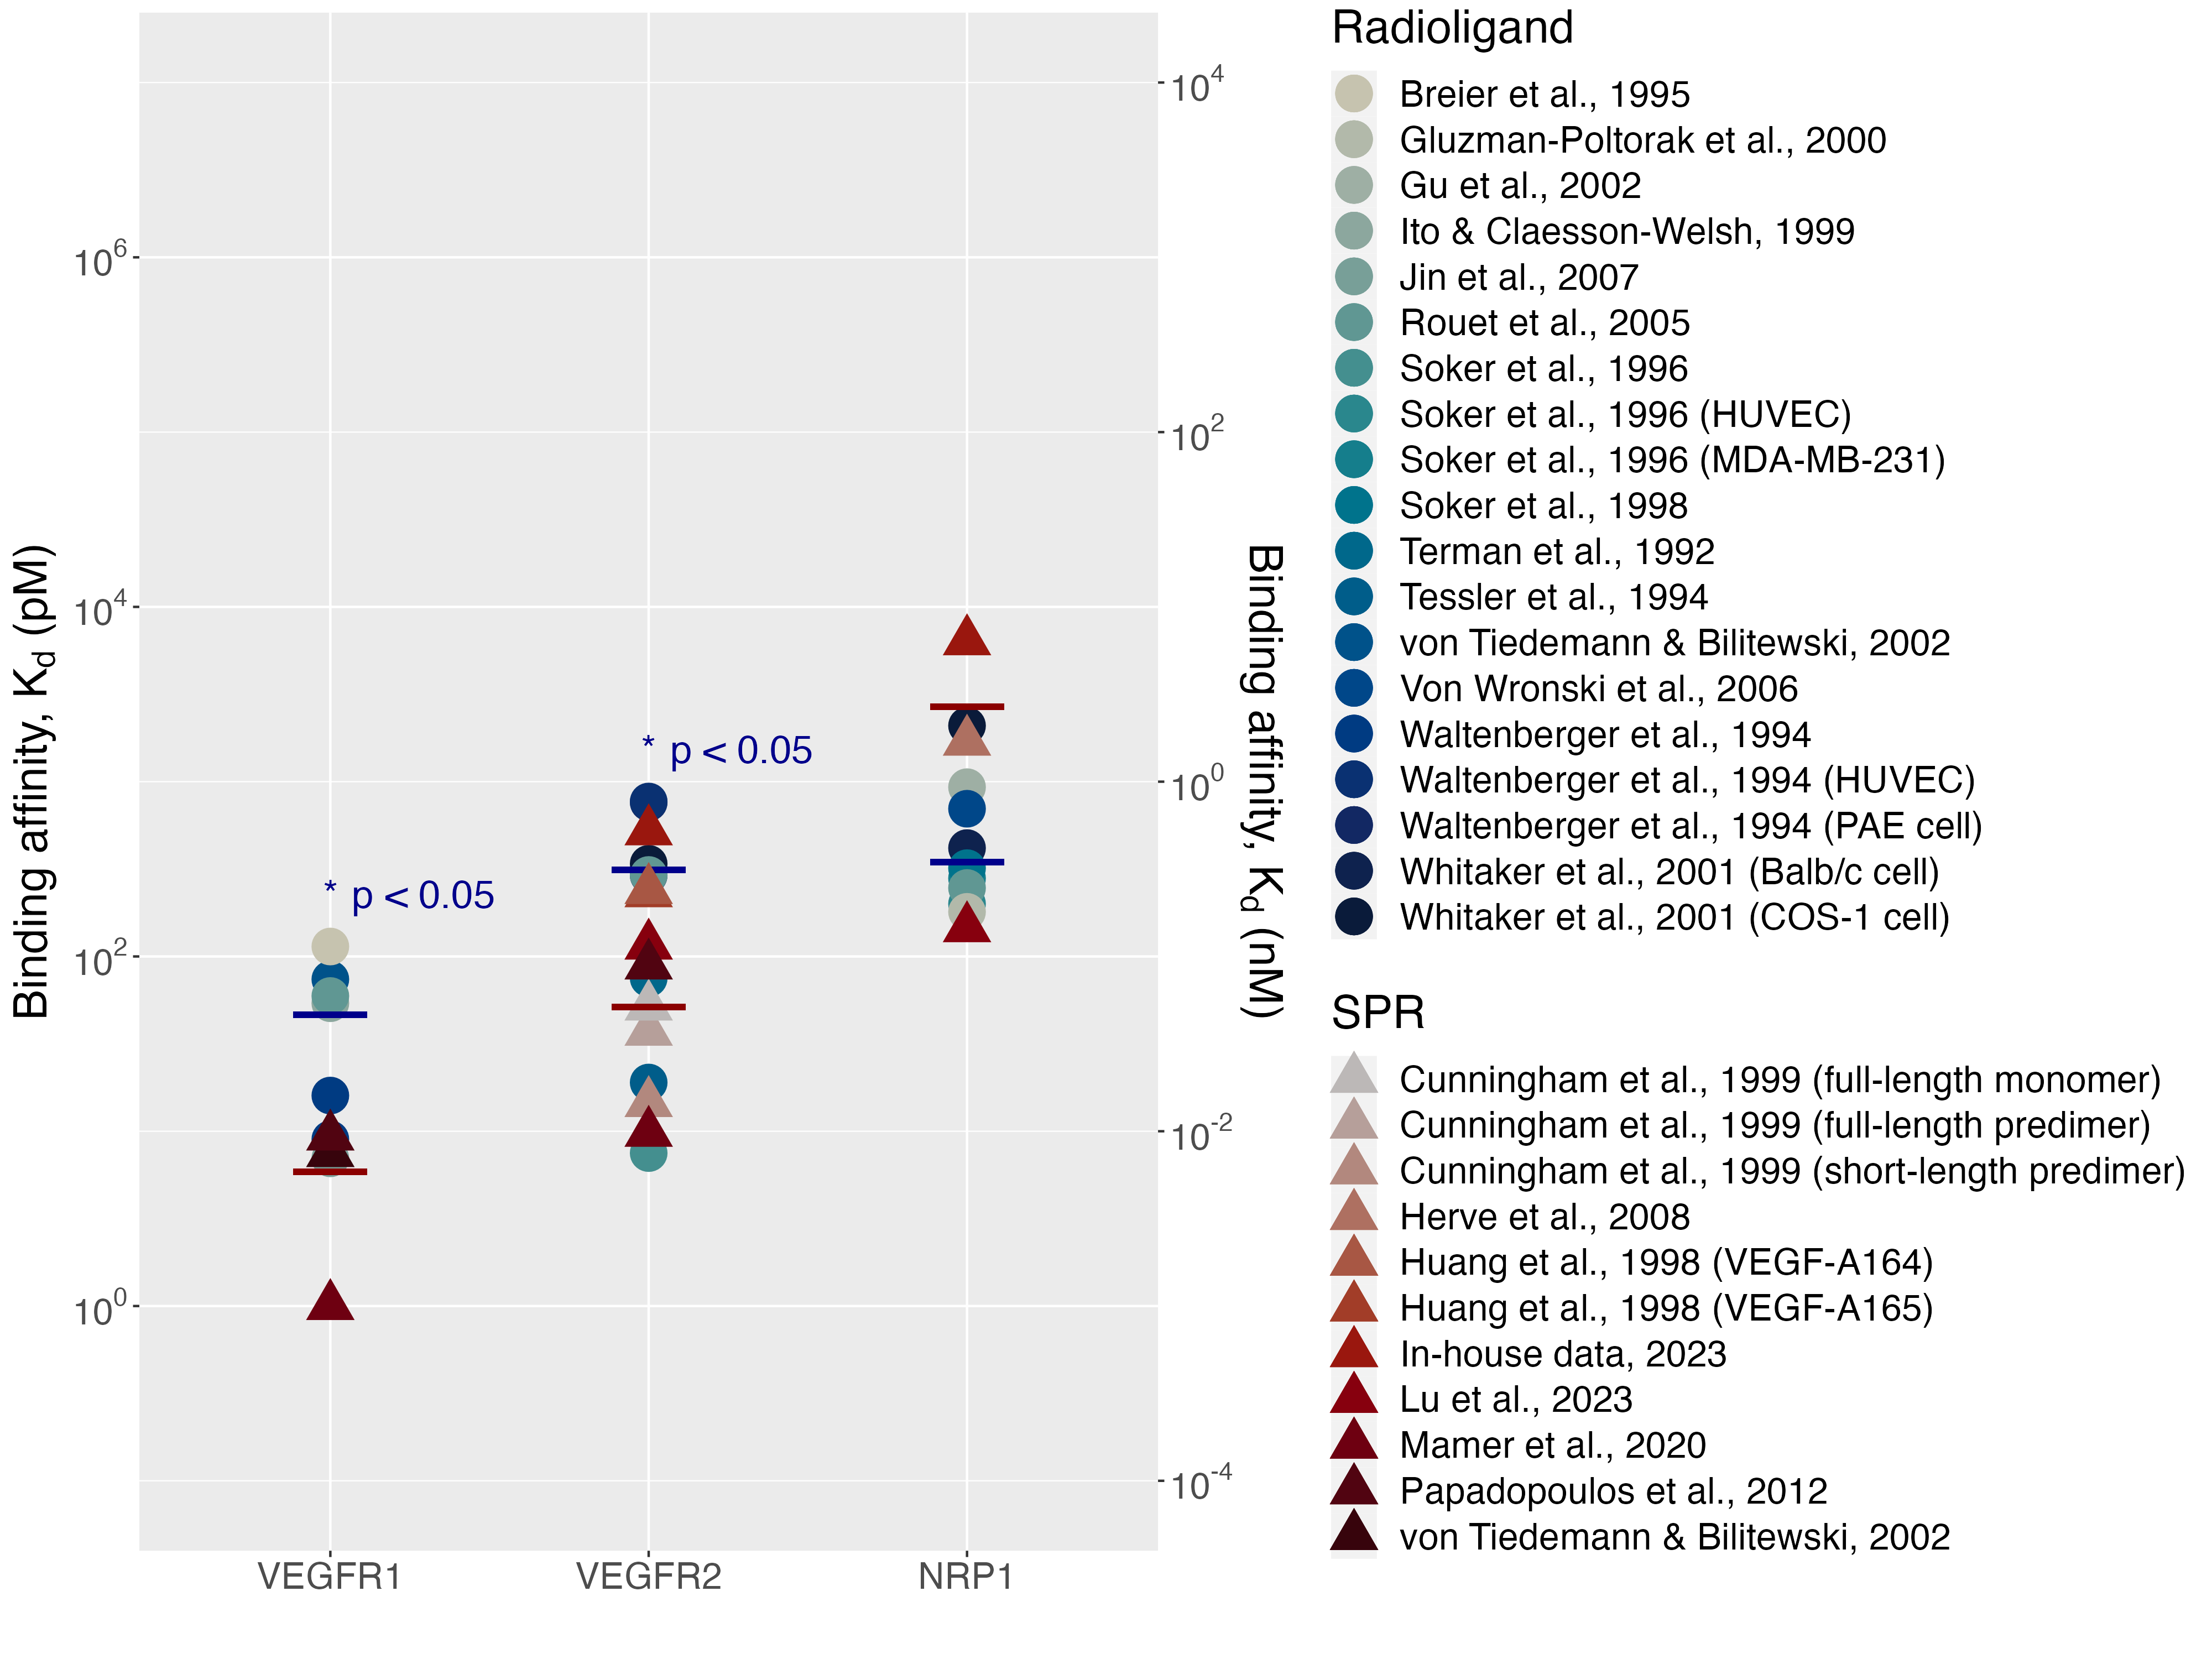 Binding affinity, Kd (pM)
10^6
10^4
10^2
10^0
* p < 0.05
* p < 0.05
VEGFR1
VEGFR2
NRP1
10^4
10^2
10^0
10^-2
10^-4
Binding affinity, Kd (nM)
Radioligand
Breier et al., 1995
Gluzman-Poltorak et al., 2000
Gu et al., 2002
Ito & Claesson-Welsh, 1999
Jin et al., 2007
Rouet et al., 2005
Soker et al., 1996
Soker et al., 1996 (HUVEC)
Soker et al., 1996 (MDA-MB-231)
Soker et al., 1998
Terman et al., 1992
Tessler et al., 1994
von Tiedemann & Bilitewski, 2002
Von Wronski et al., 2006
Waltenberger et al., 1994
Waltenberger et al., 1994 (HUVEC)
Waltenberger et al., 1994 (PAE cell)
Whitaker et al., 2001 (Balb/c cell)
Whitaker et al., 2001 (COS-1 cell)
SPR
Cunningham et al., 1999 (full-length monomer)
Cunningham et al., 1999 (full-length predimer)
Cunningham et al., 1999 (short-length predimer)
Herve et al., 2008
Huang et al., 1998 (VEGF-A164)
Huang et al., 1998 (VEGF-A165)
In-house data, 2023
Lu et al., 2023
Mamer et al., 2020
Papadopoulos et al., 2012
von Tiedemann & Bilitewski, 2002